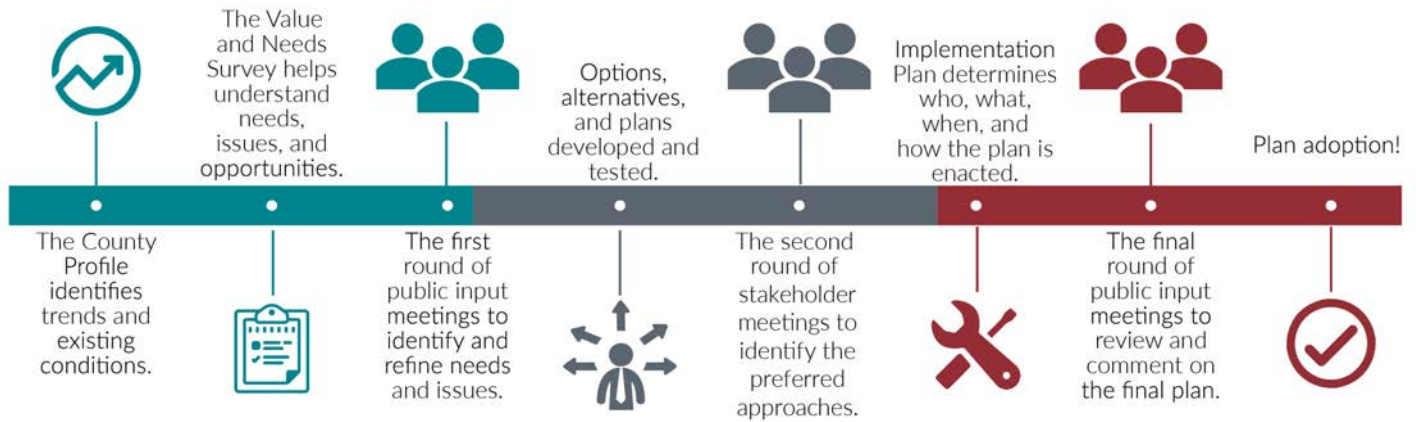 The County
Profile
identifies
trends and
existing
conditions.
The Value
and Needs
Survey helps
understand
needs,
issues, and
opportunities.
The first
round of
public input
meetings to
identify and
refine needs
and issues.
Options,
alternatives,
and plans
developed and
tested.
The second
round of
stakeholder
meetings to
identify the
preferred
approaches.
Implementation
Plan determines
who, what,
when, and
how the plan is
enacted.
The final
round of
public input
meetings to
review and
comment on
the final plan.
Plan adoption!